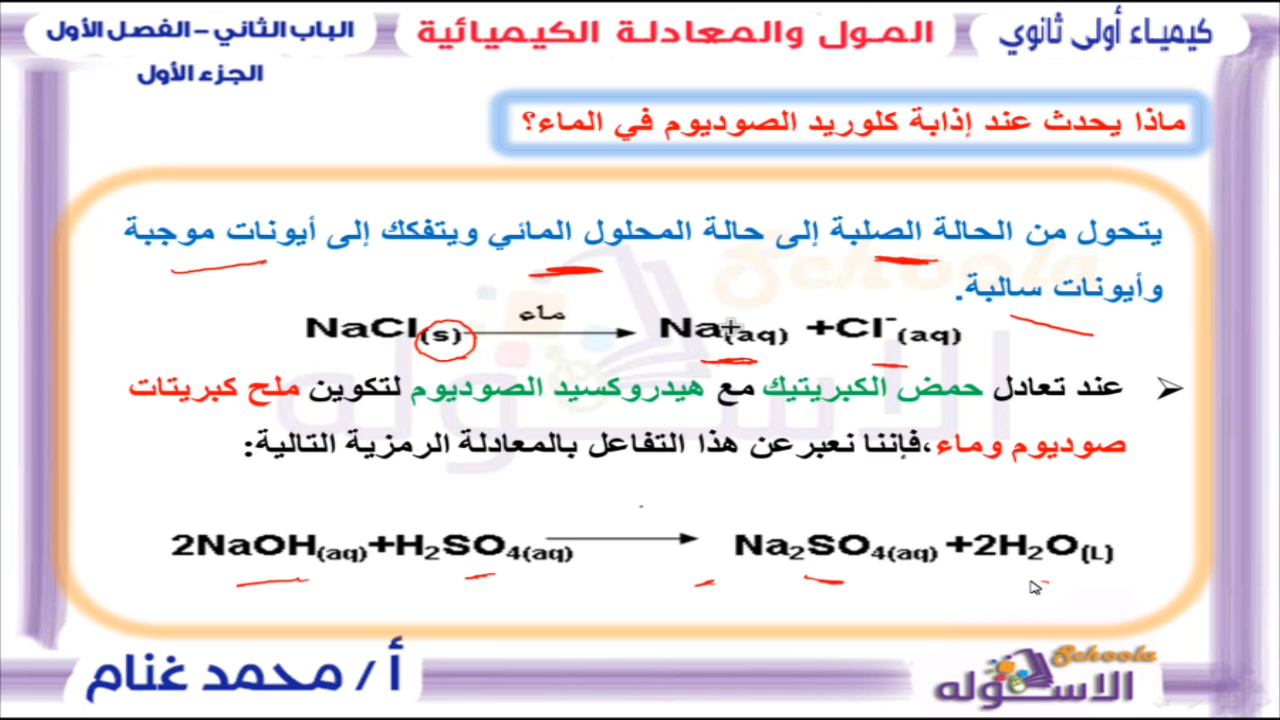 كيمياء أولى ثانوي
المول والمعادلة الكيميائية
الباب الثاني – الفصل الأول
الجزء الأول
ماذا يحدث عند إذابة كلوريد الصوديوم في الماء؟
يتحول من الحالة الصلبة إلى حالة المحلول المائي ويتفكك إلى أيونات موجبة
وأيونات سالبة.
ماء
NaCl(s) → Na+(aq) +Cl-(aq)
➢ عند تعادل حمض الكبريتيك مع هيدروكسيد الصوديوم لتكوين ملح كبريتات
صوديوم وماء ،فإننا نعبرعن هذا التفاعل بالمعادلة الرمزية التالية:
2NaOH(aq)+H2SO4(aq) → Na2SO4(aq) +2H2O(L)
أ / محمد غنام
Schoola
الاسكوله